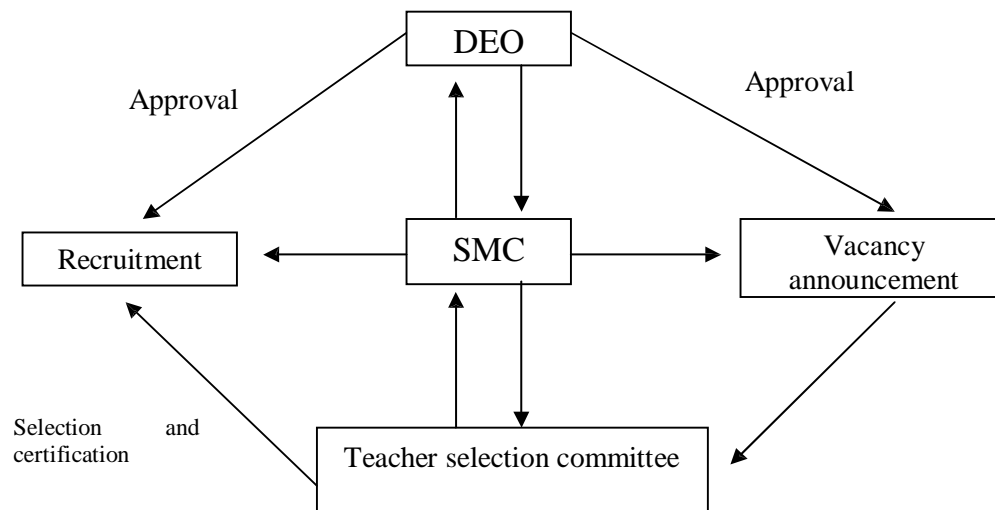 DEO
Approval
Approval
Recruitment
SMC
Vacancy
announcement
Selection and
certification
Teacher selection committee